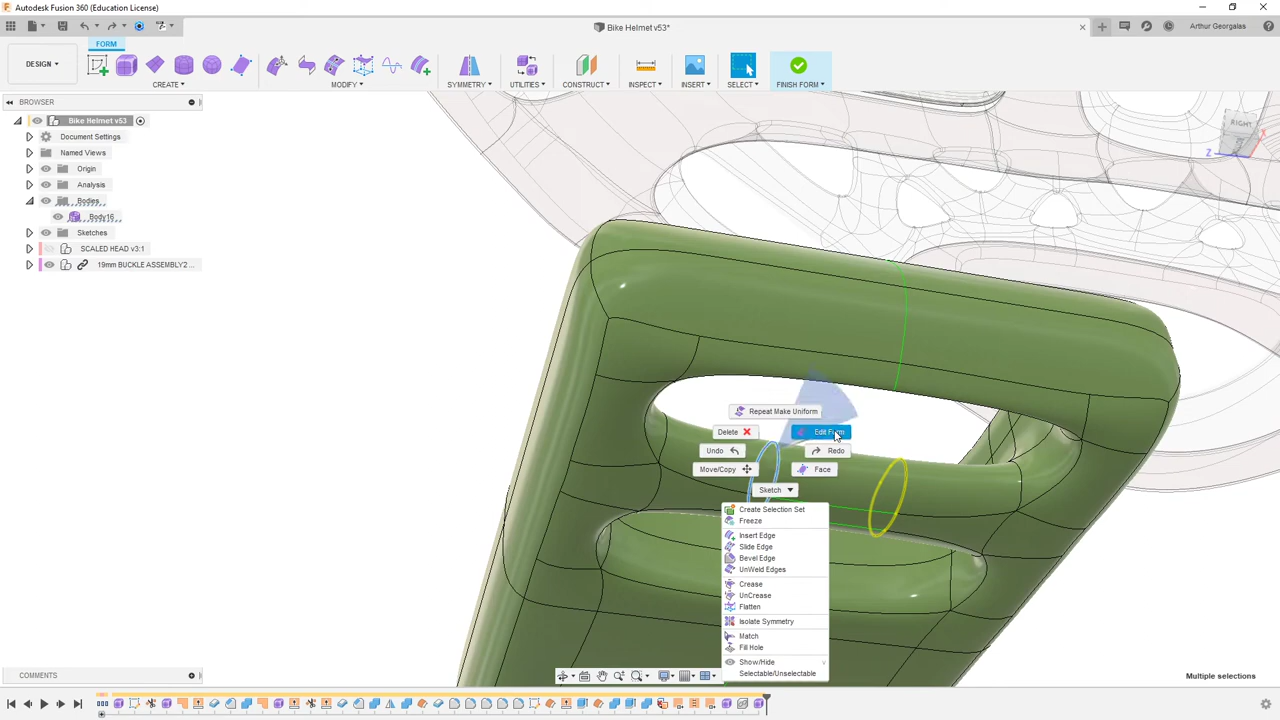 Autodesk Fusion 360 (Education License)
Bike Helmet v53*
Arthur Georgalas
FORM
DESIGN
CREATE
MODIFY
SYMMETRY
UTILITIES
CONSTRUCT
INSPECT
INSERT
SELECT
FINISH FORM
BROWSER
Bike Helmet v53
Document Settings
Named Views
Origin
Analysis
Bodies
Body16
Sketches
SCALED HEAD v3:1
19mm BUCKLE ASSEMBLY2...
RIGHT
Z
X
Repeat Make Uniform
Delete
Edit Form
Undo
Redo
Move/Copy
Face
Sketch
Create Selection Set
Freeze
Insert Edge
Slide Edge
Bevel Edge
UnWeld Edges
Crease
UnCrease
Flatten
Isolate Symmetry
Match
Fill Hole
Show/Hide
Selectable/Unselectable
COMMENTS
Multiple selections